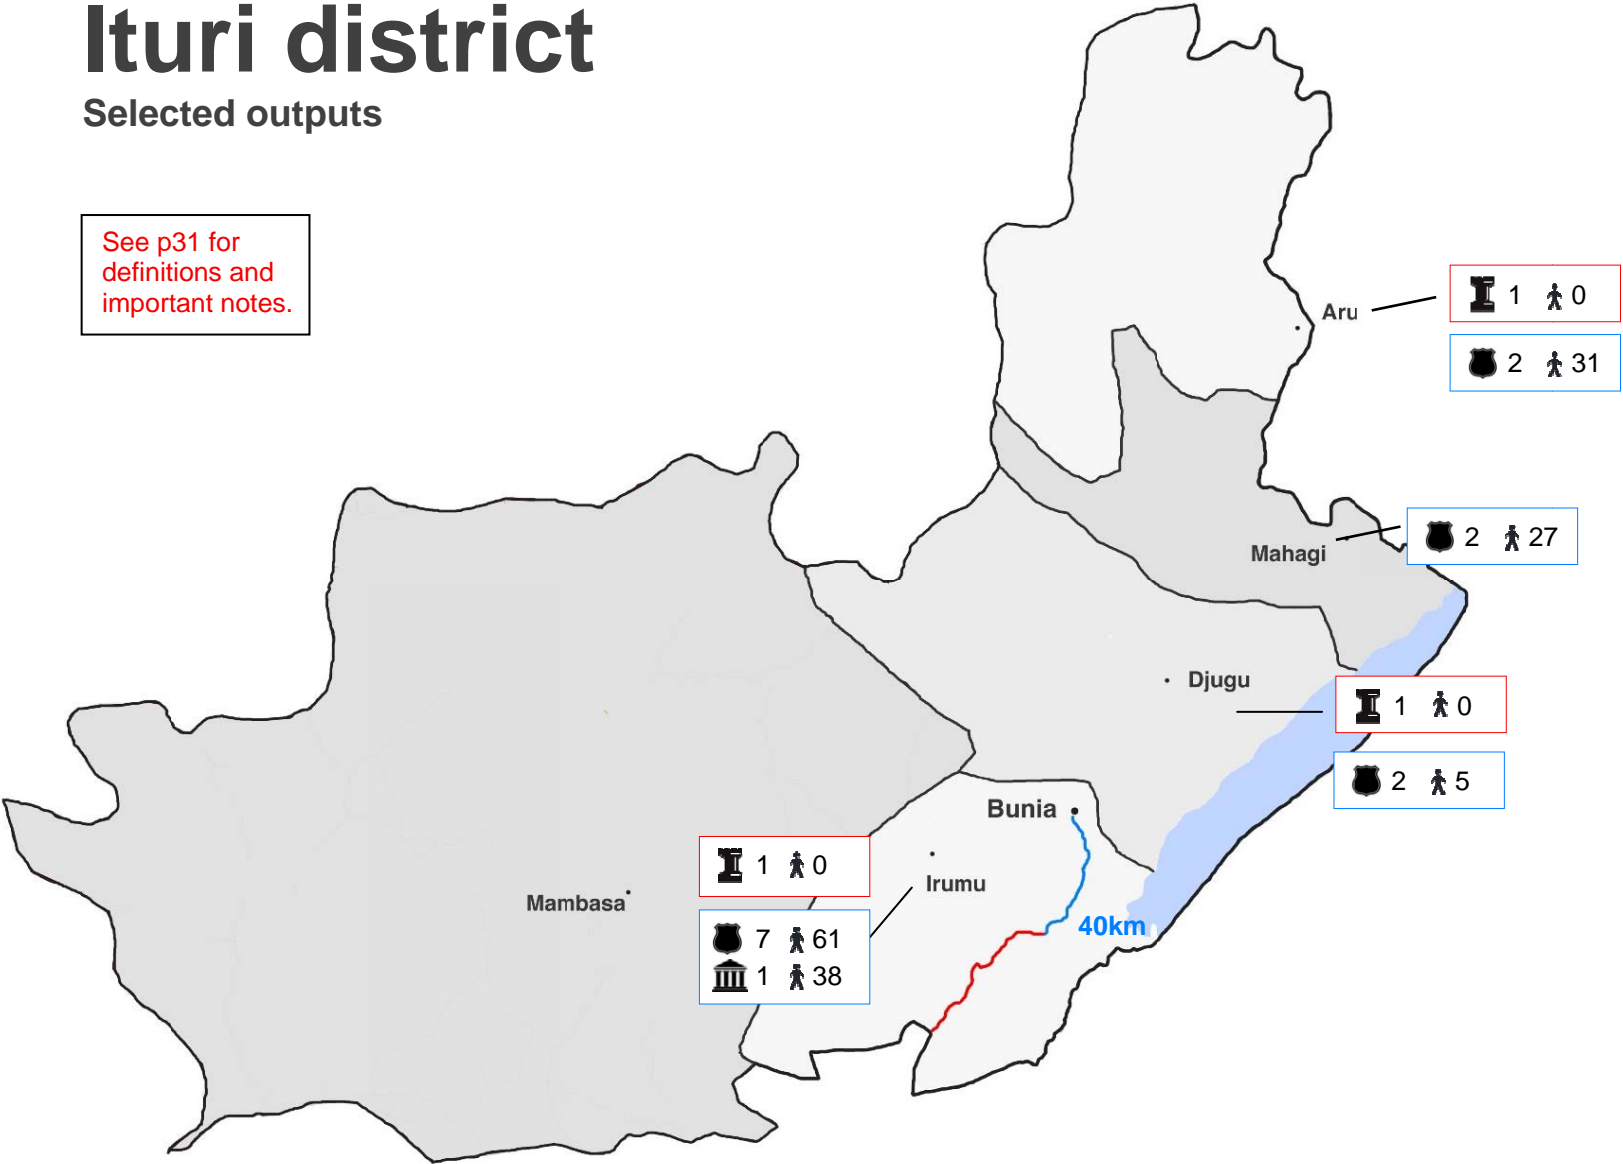 Ituri district
Selected outputs
See p31 for
definitions and
important notes.
Aru
1 0
2 31
Mahagi
2 27
Djugu
1 0
2 5
Bunia
Irumu
1 0
7 61
1 38
Mambasa
40km